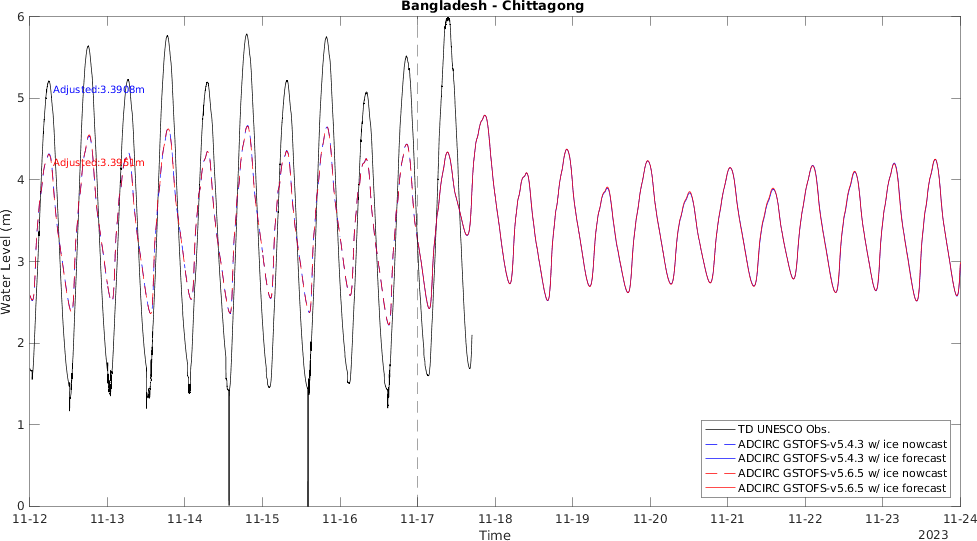 Bangladesh - Chittagong
6
5
4
3
2
1
0
Water Level (m)
Adjusted:3.3908m
Adjusted:3.3951m
TD UNESCO Obs.
ADCIRC GSTOFS-v5.4.3 w/ ice nowcast
ADCIRC GSTOFS-v5.4.3 w/ ice forecast
ADCIRC GSTOFS-v5.6.5 w/ ice nowcast
ADCIRC GSTOFS-v5.6.5 w/ ice forecast
11-12 11-13 11-14 11-15 11-16 11-17 11-18 11-19 11-20 11-21 11-22 11-23 11-24
Time
2023